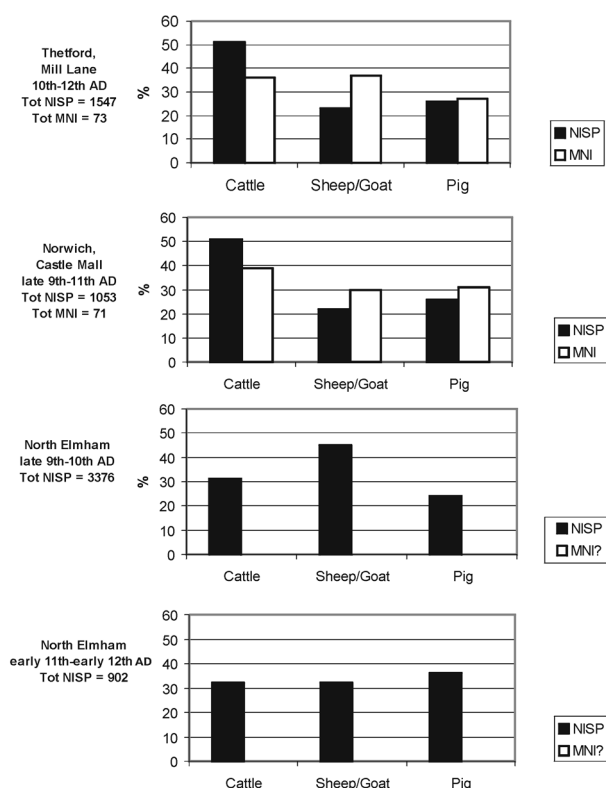 Thetford,
Mill Lane
10th-12th AD
Tot NISP = 1547
Tot MNI = 73
%
60
50
40
30
20
10
0
Cattle Sheep/Goat Pig
NISP
MNI
Norwich,
Castle Mall
late 9th-11th AD
Tot NISP = 1053
Tot MNI = 71
%
60
50
40
30
20
10
0
Cattle Sheep/Goat Pig
NISP
MNI
North Elmham
late 9th-10th AD
Tot NISP = 3376
%
60
50
40
30
20
10
0
Cattle Sheep/Goat Pig
NISP
MNI?
North Elmham
early 11th-early 12th AD
Tot NISP = 902
60
50
40
30
20
10
0
Cattle Sheep/Goat Pig
NISP
MNI?